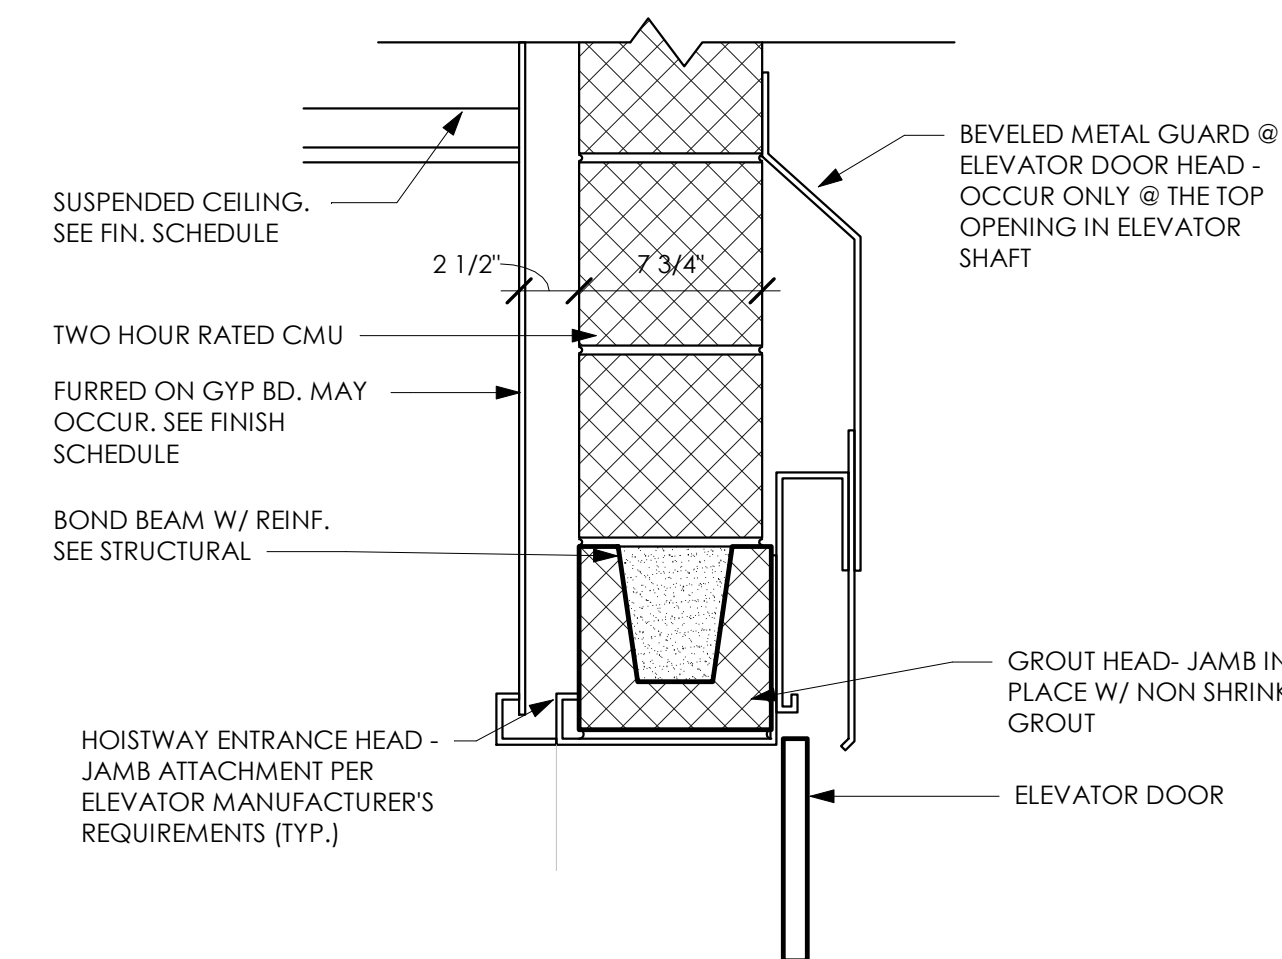 BEVELED METAL GUARD @
ELEVATOR DOOR HEAD -
OCCUR ONLY @ THE TOP
OPENING IN ELEVATOR
SHAFT
SUSPENDED CEILING.
SEE FIN. SCHEDULE
2 1/2"
7 3/4"
TWO HOUR RATED CMU
FURRED ON GYP BD. MAY
OCCUR. SEE FINISH
SCHEDULE
BOND BEAM W/ REINF.
SEE STRUCTURAL
GROUT HEAD- JAMB IN
PLACE W/ NON SHRINK
GROUT
HOISTWAY ENTRANCE HEAD -
JAMB ATTACHMENT PER
ELEVATOR MANUFACTURER'S
REQUIREMENTS (TYP.)
ELEVATOR DOOR